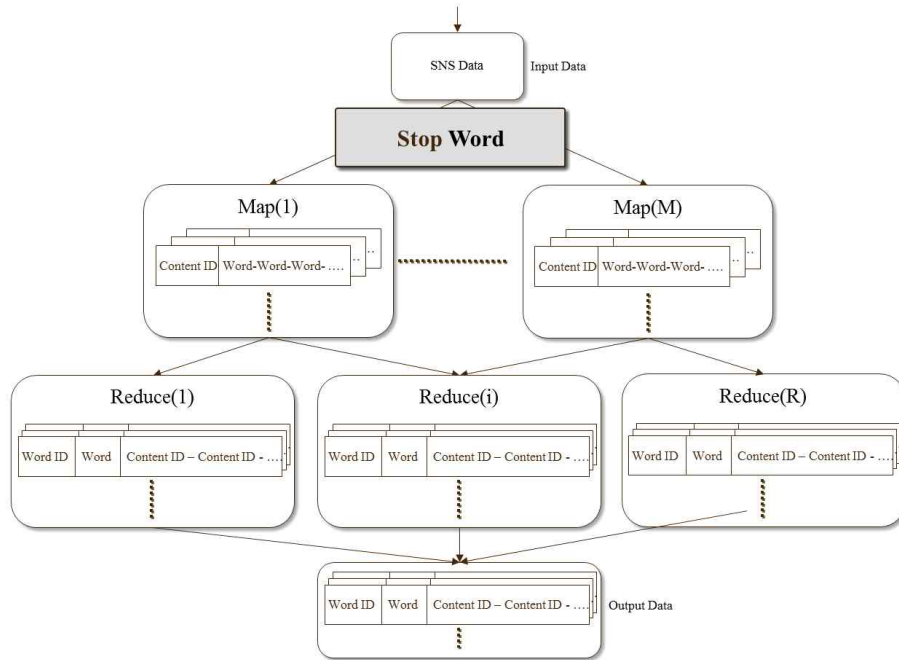 SNS Data
Input Data
Stop Word
Map(1)
Content ID
Word-Word-Word- ….
..
Map(M)
Content ID
Word-Word-Word- ….
..
Reduce(1)
Word ID
Word
Content ID – Content ID - ….
Reduce(i)
Word ID
Word
Content ID – Content ID - ….
Reduce(R)
Word ID
Word
Content ID – Content ID - ….
Word ID
Word
Content ID – Content ID - ….
Output Data